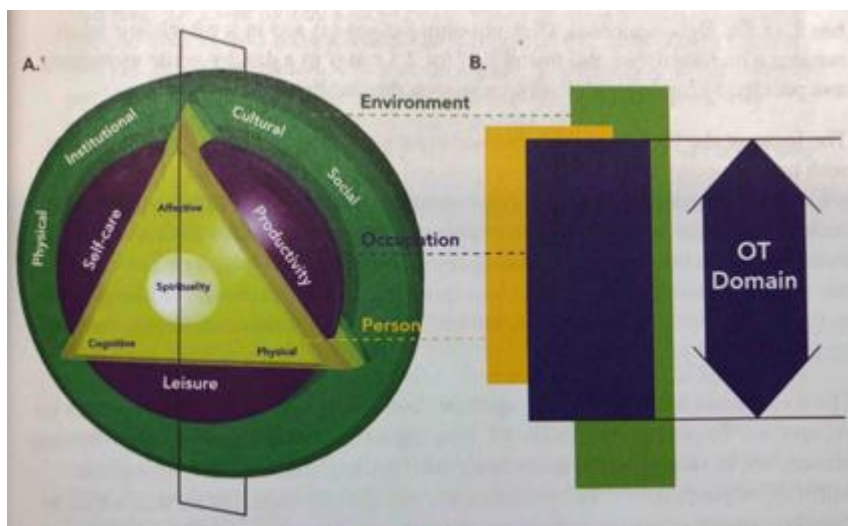 A.
B.
Environment
Institutional
Cultural
Physical
Social
Self-care
Affective
Productivity
Occupation
Spirituality
Person
Cognitive
Physical
Leisure
OT
Domain